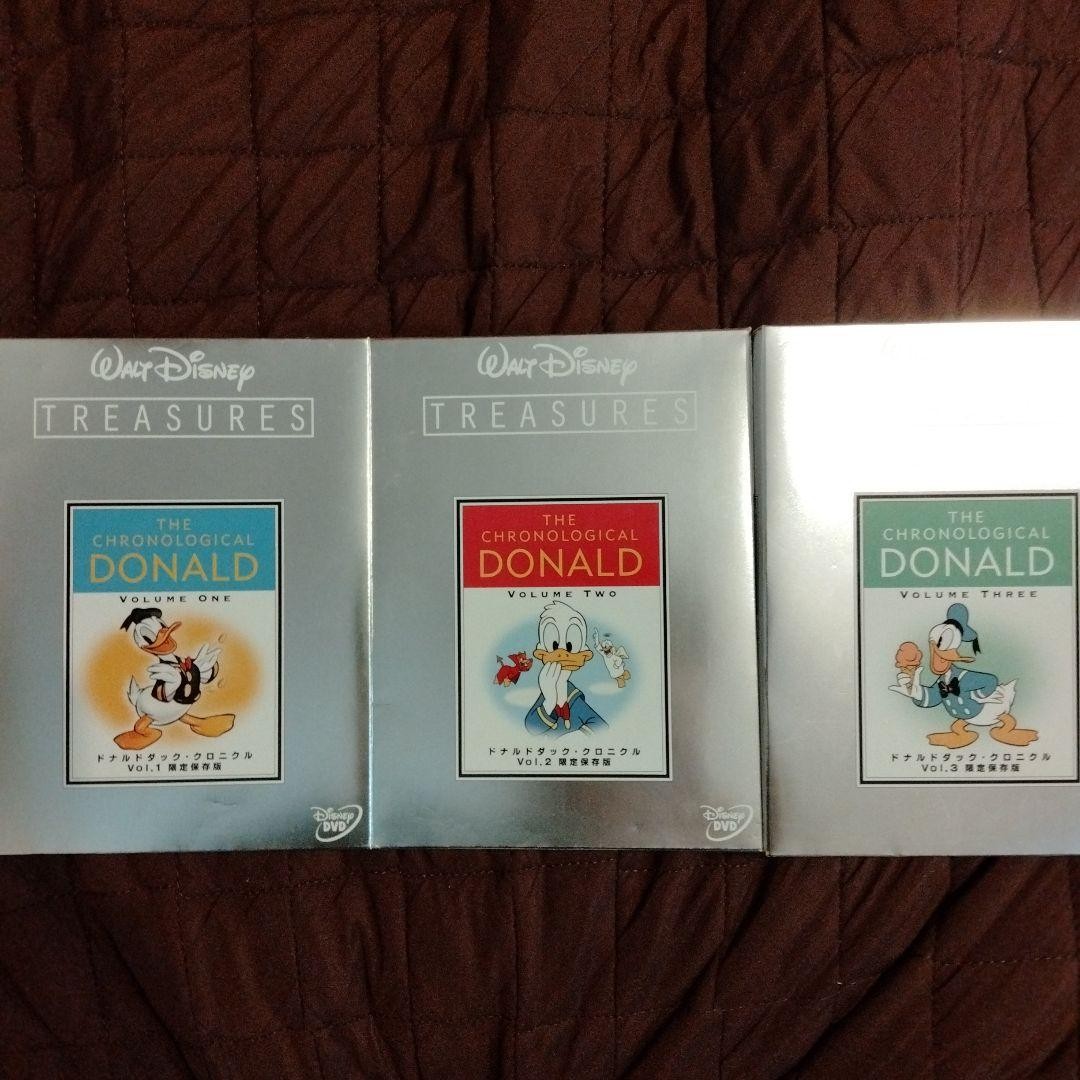 WALT DISNEY
TREASURES
THE
CHRONOLOGICAL
DONALD
VOLUME ONE
ドナルドダック・クロニクル
Vol.1 限定保存版
DISNEY
DVD
WALT DISNEY
TREASURES
THE
CHRONOLOGICAL
DONALD
VOLUME TWO
ドナルドダック・クロニクル
Vol.2 限定保存版
DISNEY
DVD
THE
CHRONOLOGICAL
DONALD
VOLUME THREE
ドナルドダック・クロニクル
Vol.3 限定保存版